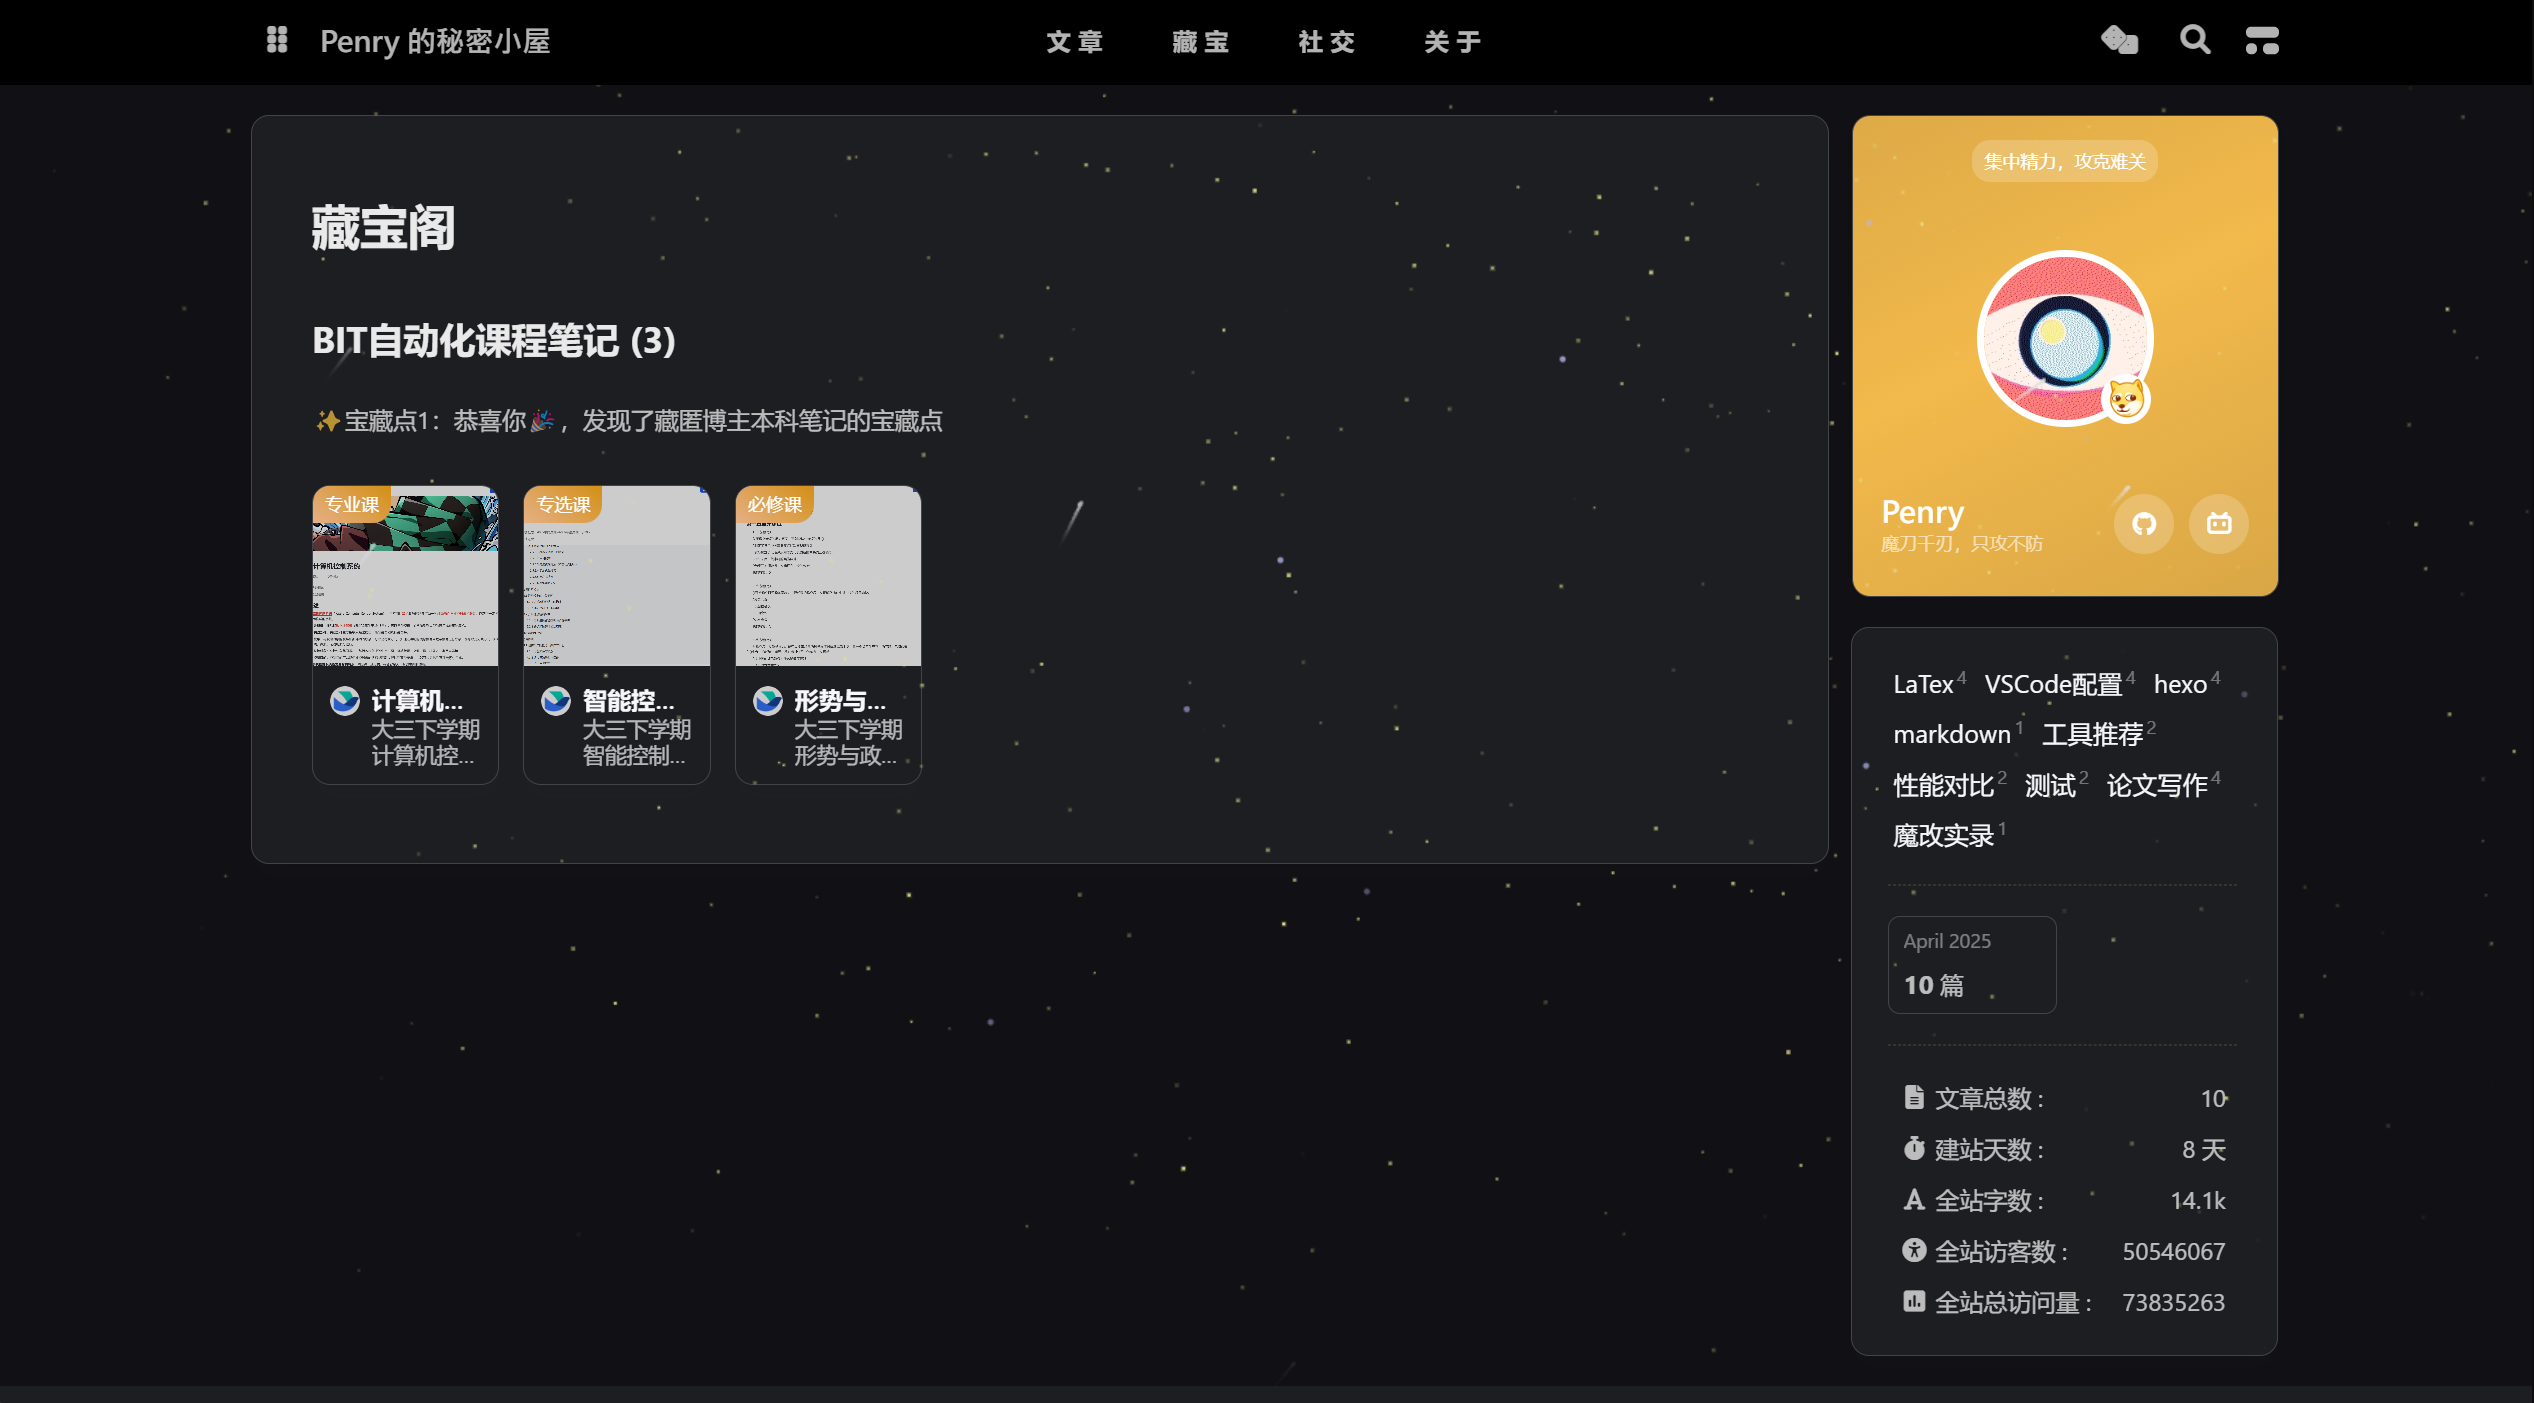 Penry 的秘密小屋
文章
藏宝
社交
关于
藏宝阁
BIT自动化课程笔记 (3)
✨宝藏点1：恭喜你🎉，发现了藏匿博主本科笔记的宝藏点
专业课
计算机控制系统
计算机...
大三下学期
计算机控...
专选课
智能控...
大三下学期
智能控制...
必修课
形势与...
大三下学期
形势与政...
集中精力，攻克难关
Penry
魔刀千刃，只攻不防
LaTex 4 VSCode配置 4 hexo 4
markdown 1 工具推荐 2
性能对比 2 测试 2 论文写作 4
魔改实录 1
April 2025
10 篇
文章总数 : 10
建站天数 : 8 天
全站字数 : 14.1k
全站访客数 : 50546067
全站总访问量 : 73835263